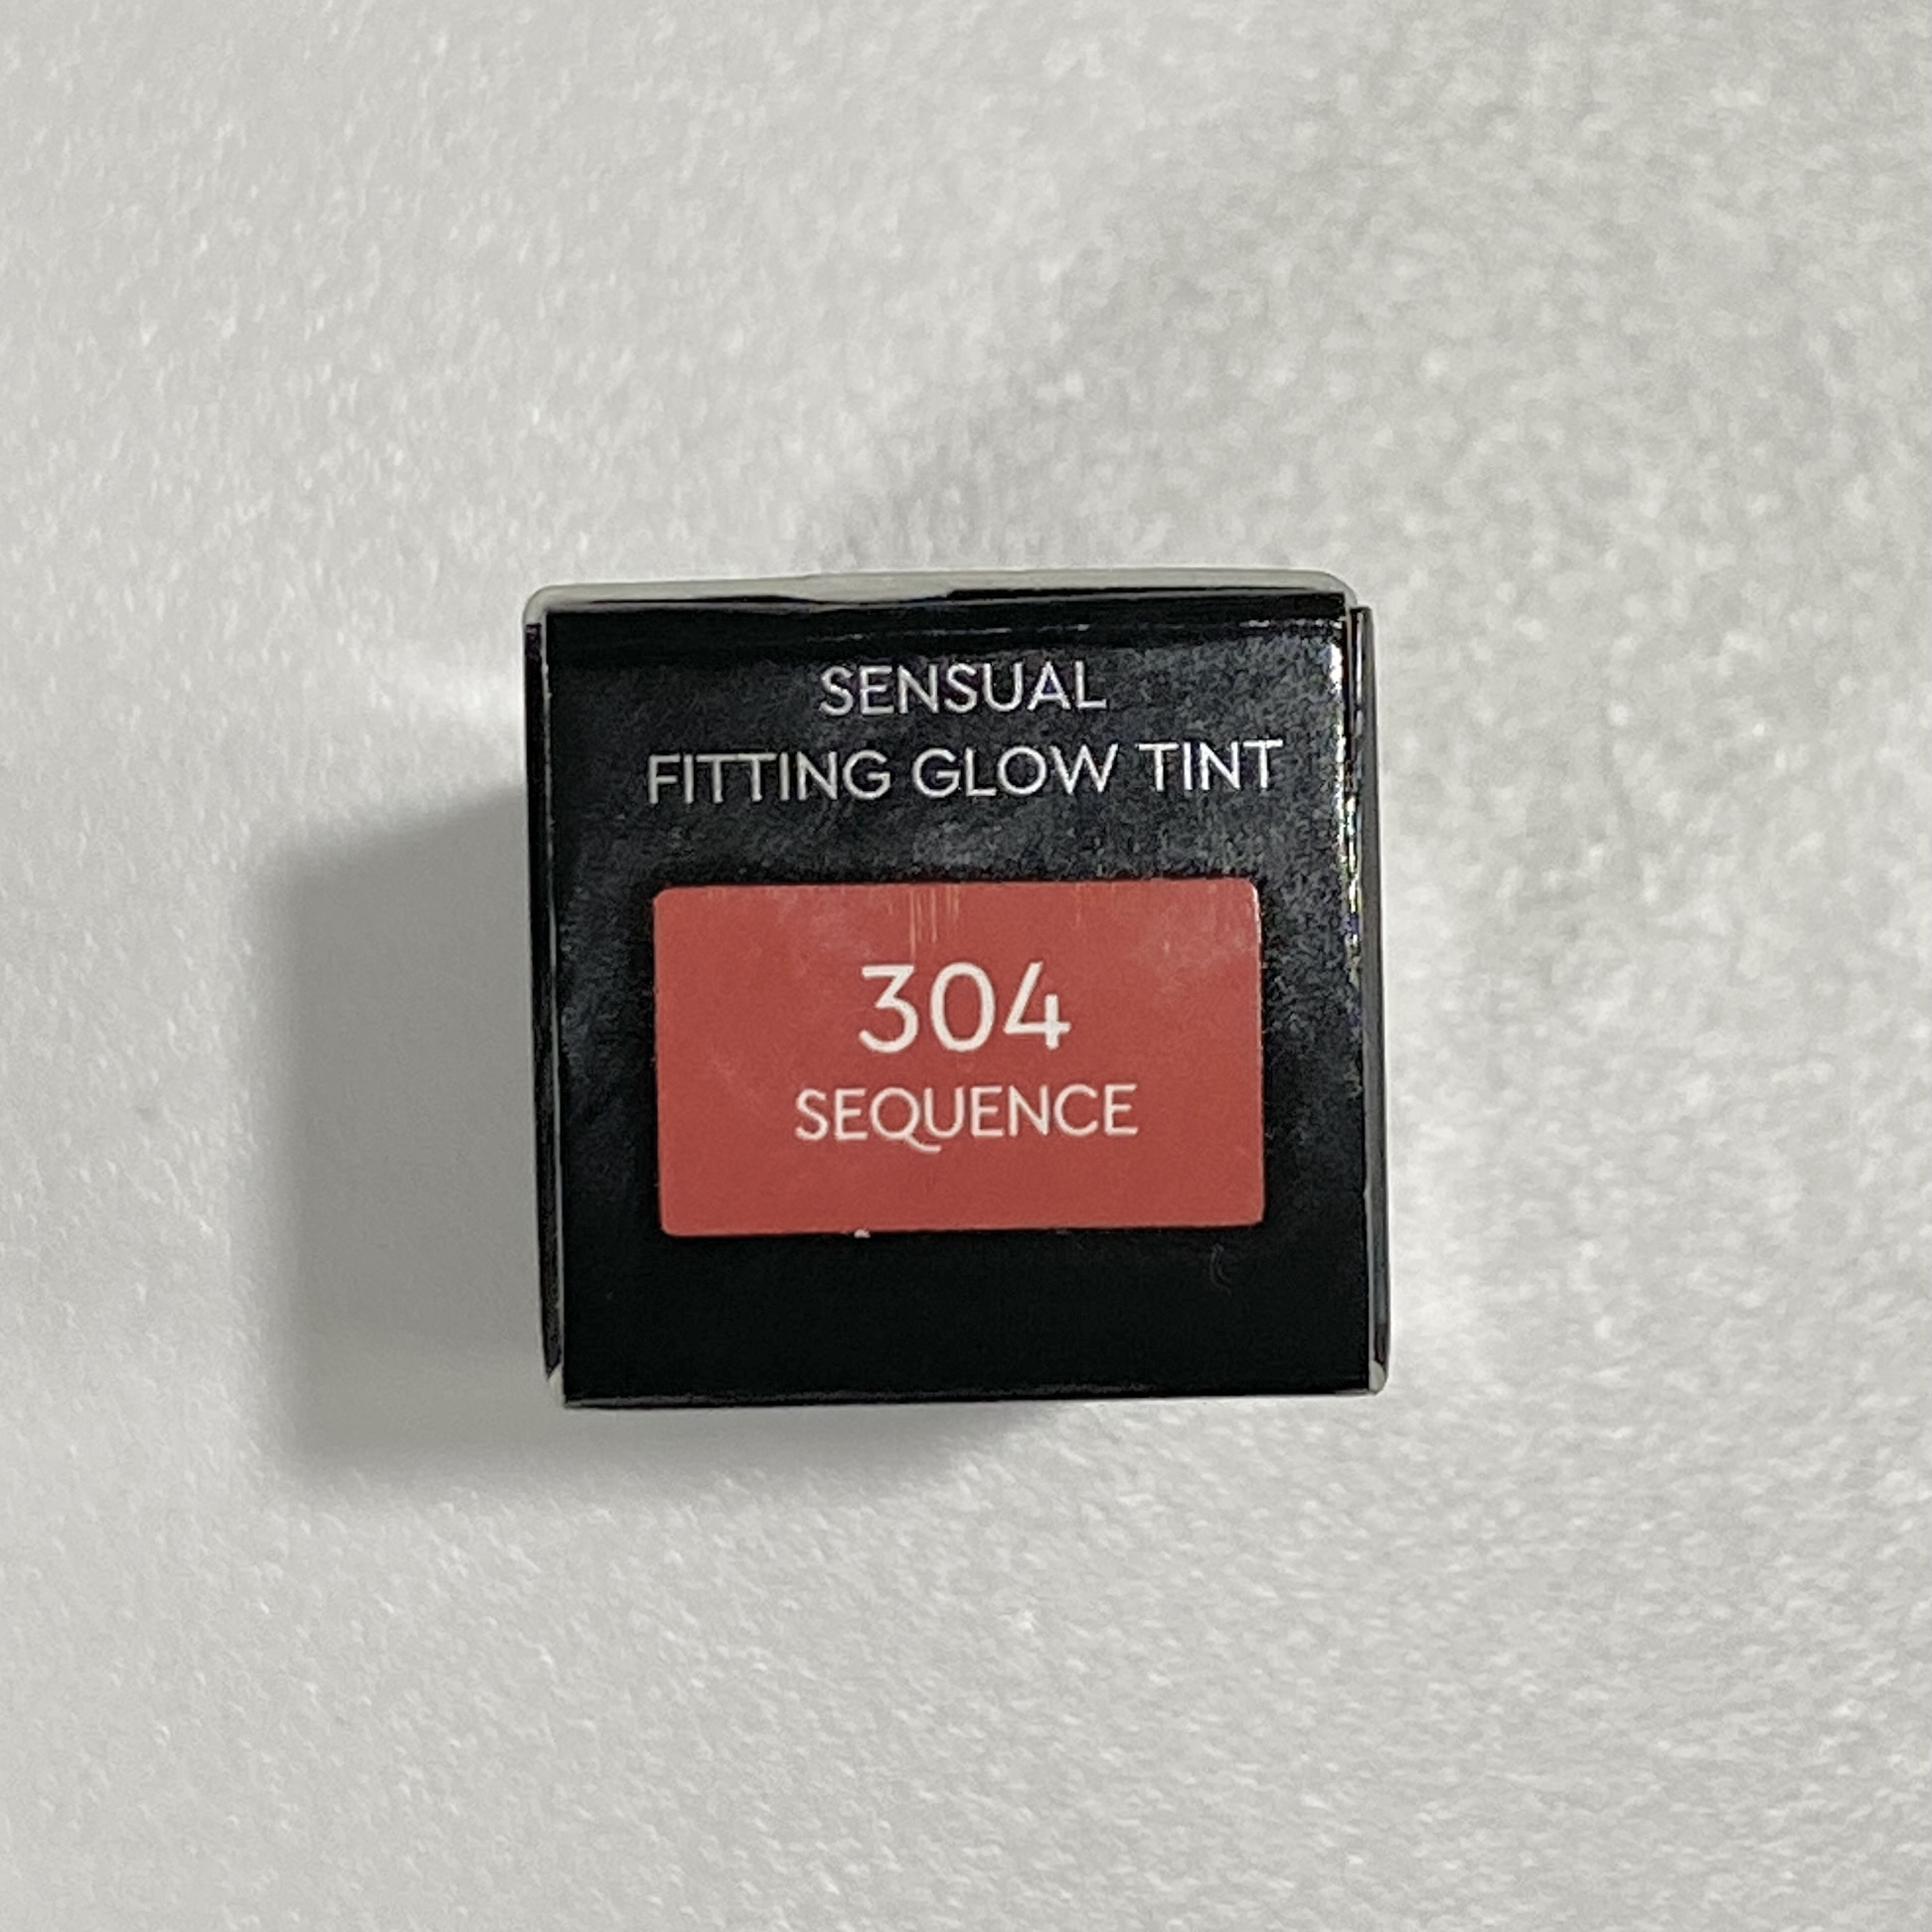 SENSUAL
FITTING GLOW TINT
304
SEQUENCE